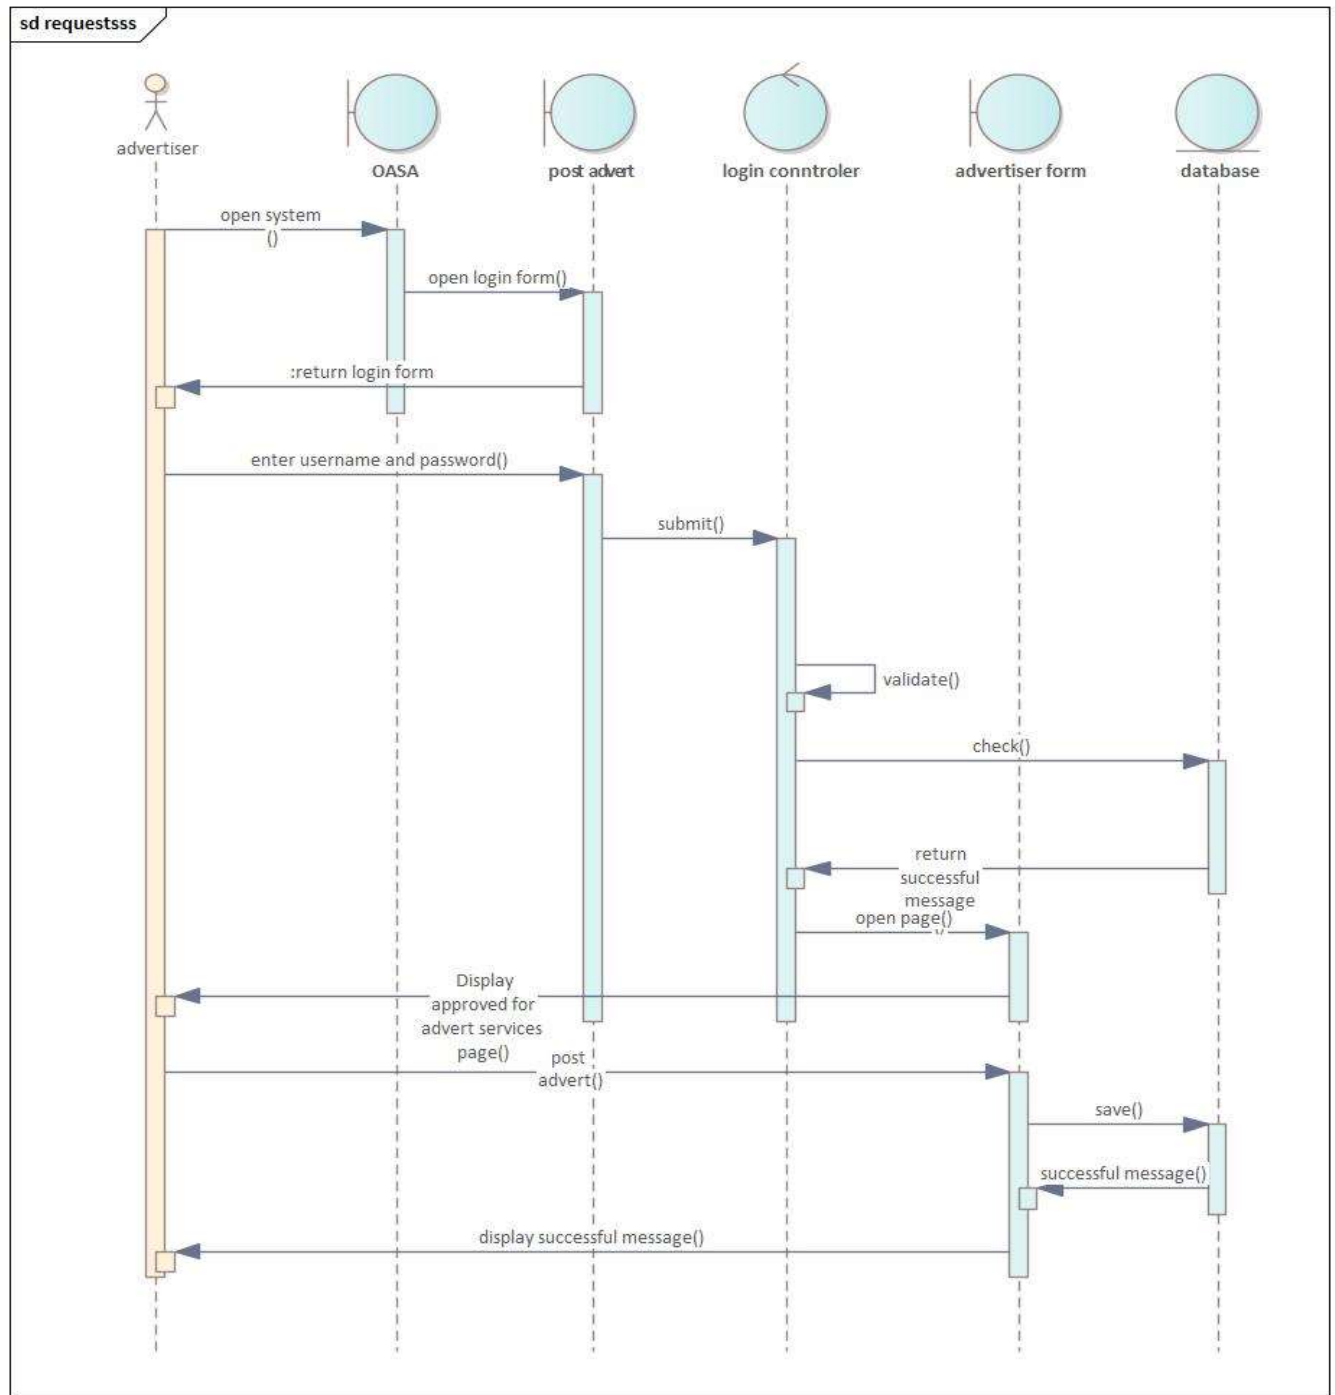 sd requestsss
advertiser
OASA
post advert
login conntroler
advertiser form
database
open system
()
open login form()
:return login form
enter username and password()
submit()
validate()
check()
return
successful
message
open page()
Display
approved for
advert services
page()
post
advert()
save()
successful message()
display successful message()